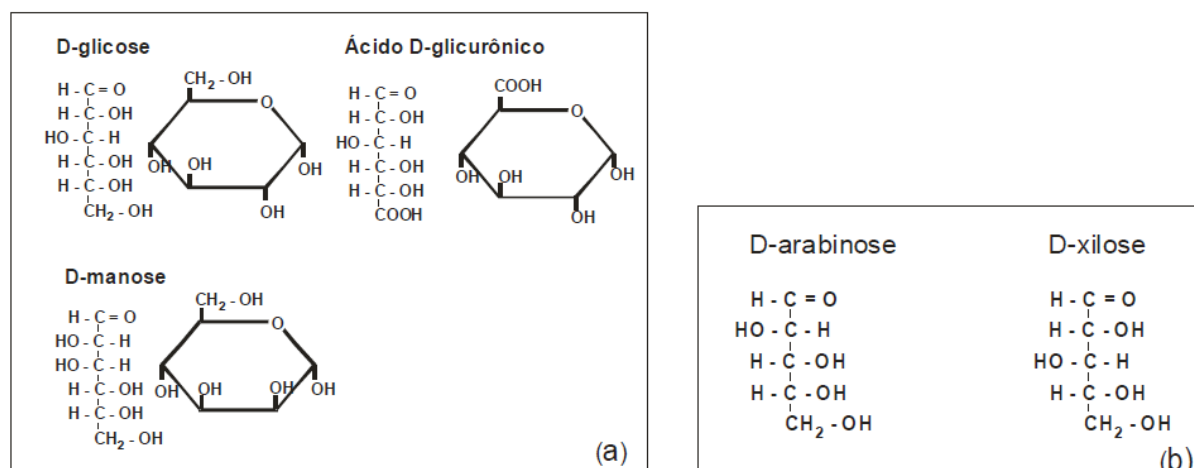 D-glicose
H - C = O
H - C - OH
HO - C - H
H - C - OH
H - C - OH
CH2 - OH
CH2 - OH
O
OH
OH
OH
OH
Ácido D-glicurônico
H - C = O
H - C - OH
HO - C - H
H - C - OH
H - C - OH
COOH
COOH
O
OH
OH
OH
OH
D-manose
H - C = O
HO - C - H
HO - C - H
H - C - OH
H - C - OH
CH2 - OH
CH2 - OH
O
OH
OH
OH
OH
(a)
D-arabinose
H - C = O
HO - C - H
H - C - OH
H - C - OH
CH2 - OH
D-xilose
H - C = O
H - C - OH
HO - C - H
H - C - OH
CH2 - OH
(b)